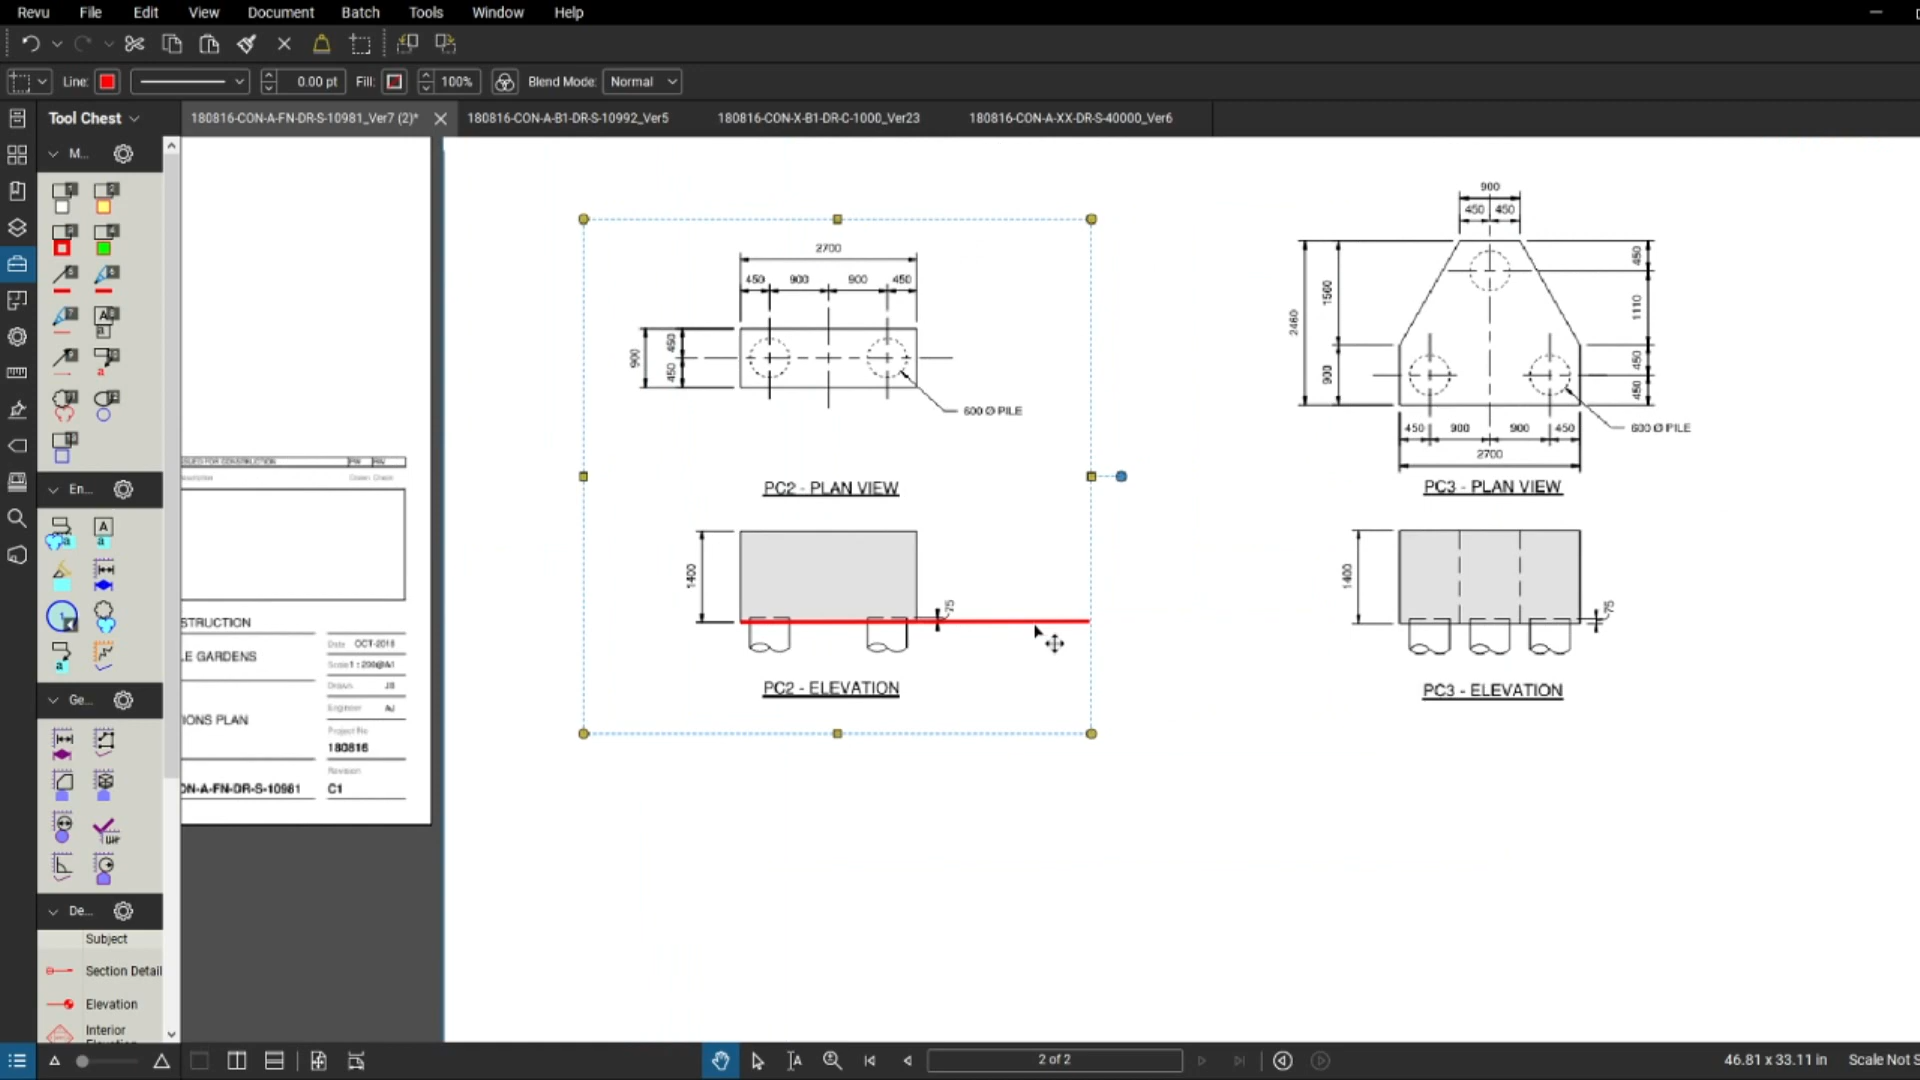 Revu File Edit View Document Batch Tools Window Help
Line: 0.00 pt Fill: 100% Blend Mode: Normal
Tool Chest
180816-CON-A-FN-DR-S-10981_Ver7 (2)*
180816-CON-A-B1-DR-S-10992_Ver5
180816-CON-X-B1-DR-C-1000_Ver23
180816-CON-A-XX-DR-S-40000_Ver6
M...
En...
Ge...
De...
Subject
Section Detail
Elevation
Interior
ISSUED FOR CONSTRUCTION
STRUCTION
LE GARDENS
IONS PLAN
ON-A-FN-DR-S-10981
Date OCT-2018
Scale 1 : 200@A1
Drawn JB
Engineer AJ
Project No
180816
Revision
C1
2700
450 900 900 450
900
450
450
600 Ø PILE
PC2 - PLAN VIEW
1400
75
PC2 - ELEVATION
900
450 450
2460
1500
900
450
1110
450
450
450 900 900 450
2700
600 Ø PILE
PC3 - PLAN VIEW
1400
75
PC3 - ELEVATION
2 of 2
46.81 x 33.11 in
Scale Not S